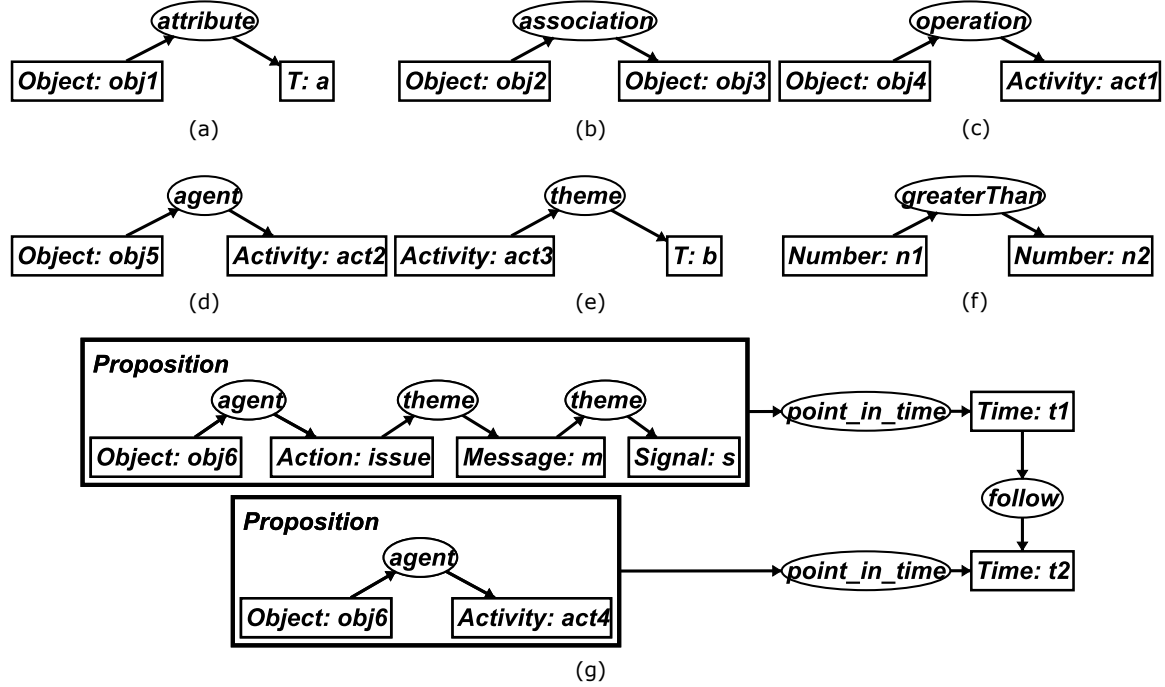 attribute
association
operation
Object: obj1
T: a
Object: obj2
Object: obj3
Object: obj4
Activity: act1
(a)
(b)
(c)
agent
theme
greaterThan
Object: obj5
Activity: act2
Activity: act3
T: b
Number: n1
Number: n2
(d)
(e)
(f)
Proposition
agent
theme
theme
point_in_time
Time: t1
Object: obj6
Action: issue
Message: m
Signal: s
follow
Proposition
agent
point_in_time
Time: t2
Object: obj6
Activity: act4
(g)